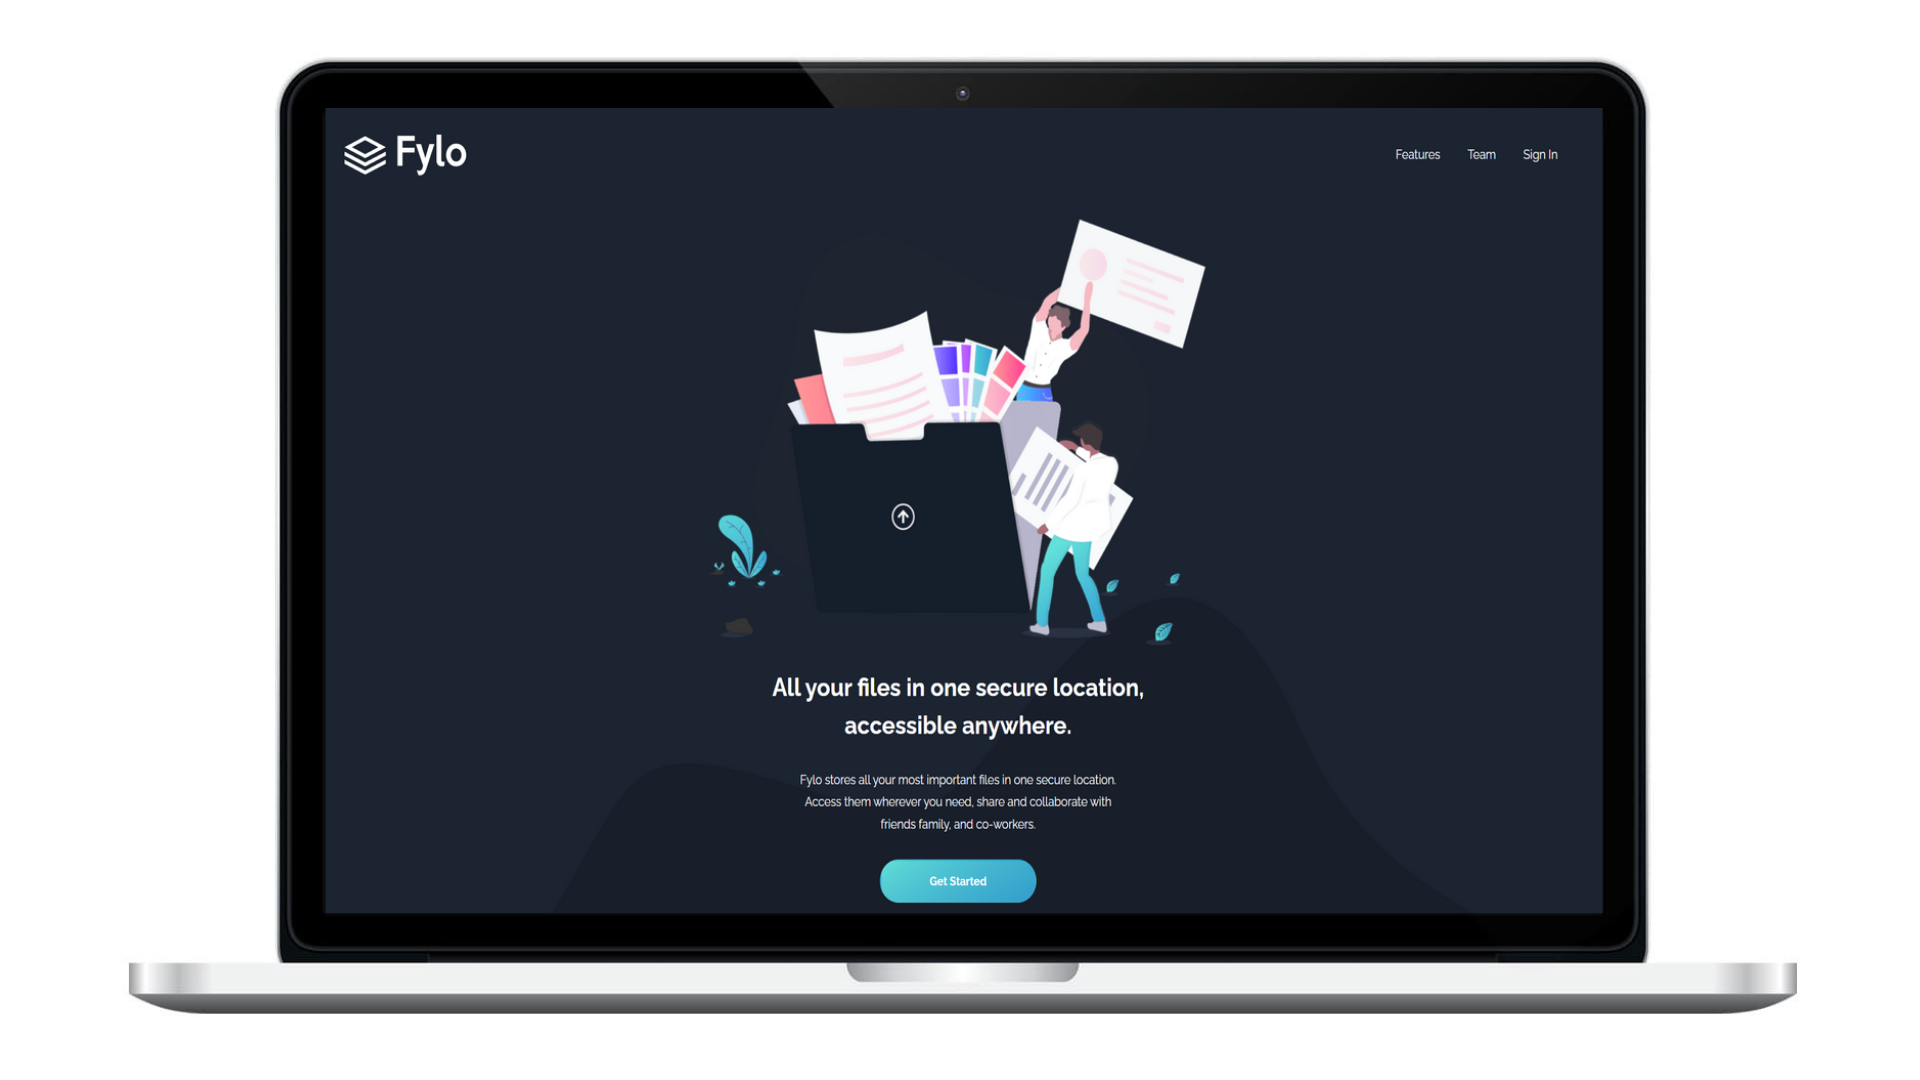 Fylo
Features Team Sign In
All your files in one secure location,
accessible anywhere.
Fylo stores all your most important files in one secure location.
Access them wherever you need, share and collaborate with
friends family, and co-workers.
Get Started